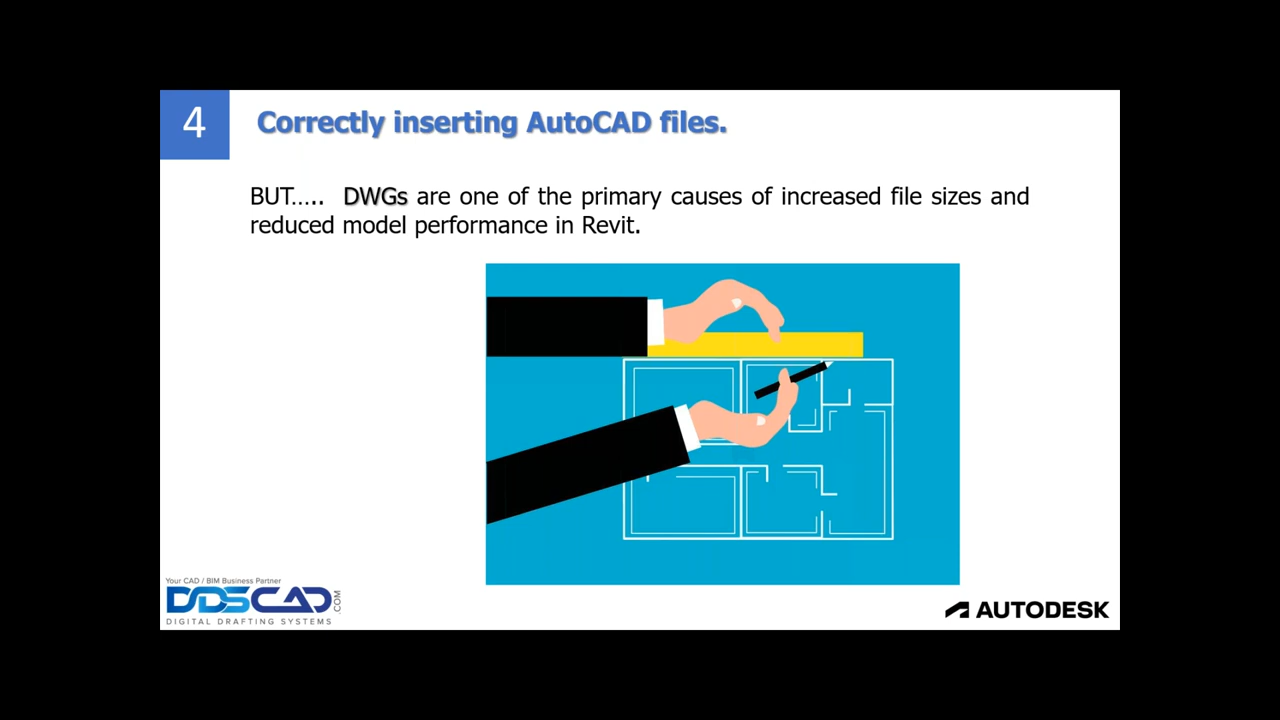 4
Correctly inserting AutoCAD files.
BUT….. DWGs are one of the primary causes of increased file sizes and
reduced model performance in Revit.
Your CAD / BIM Business Partner
DDSCAD.COM
DIGITAL DRAFTING SYSTEMS
AUTODESK